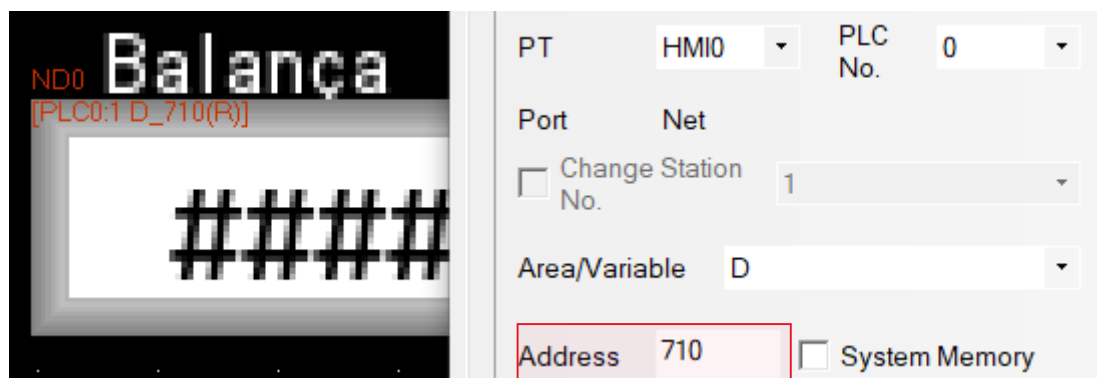 Balança
ND0
[PLC0:1 D_710(R)]
####
PT HMI0 PLC No. 0
Port Net
Change Station No. 1
Area/Variable D
Address 710 System Memory